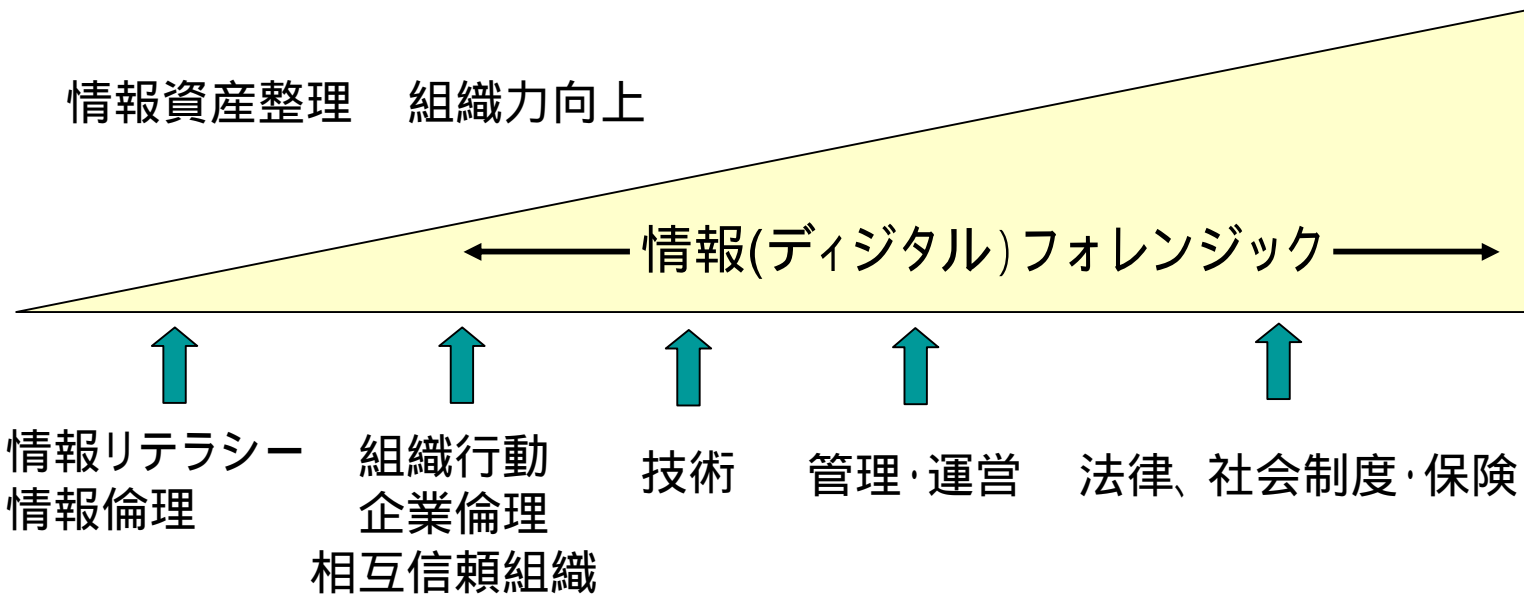 情報資産整理　組織力向上
情報(ディジタル)フォレンジック
情報リテラシー
情報倫理
組織行動
企業倫理
相互信頼組織
技術
管理・運営
法律、社会制度・保険